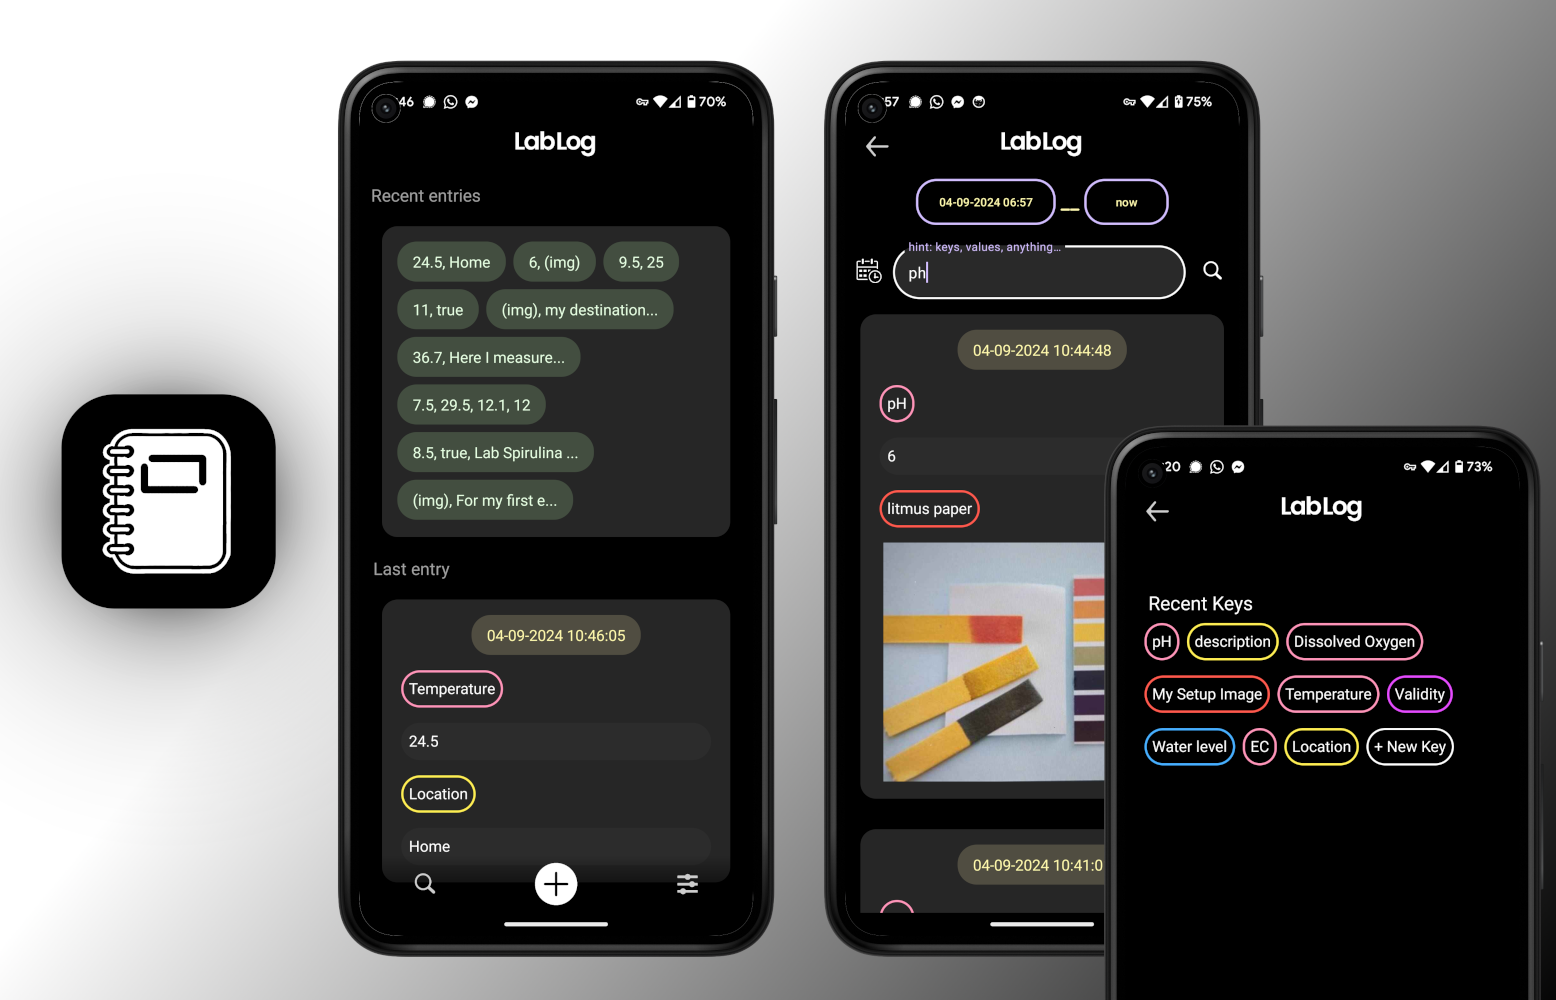 46
70%
LabLog
Recent entries
24.5, Home
6, (img)
9.5, 25
11, true
(img), my destination...
36.7, Here I measure...
7.5, 29.5, 12.1, 12
8.5, true, Lab Spirulina ...
(img), For my first e...
Last entry
04-09-2024 10:46:05
Temperature
24.5
Location
Home
57
75%
LabLog
04-09-2024 06:57
now
hint: keys, values, anything...
ph
04-09-2024 10:44:48
pH
6
litmus paper
04-09-2024 10:41:0
20
73%
LabLog
Recent Keys
pH
description
Dissolved Oxygen
My Setup Image
Temperature
Validity
Water level
EC
Location
+ New Key